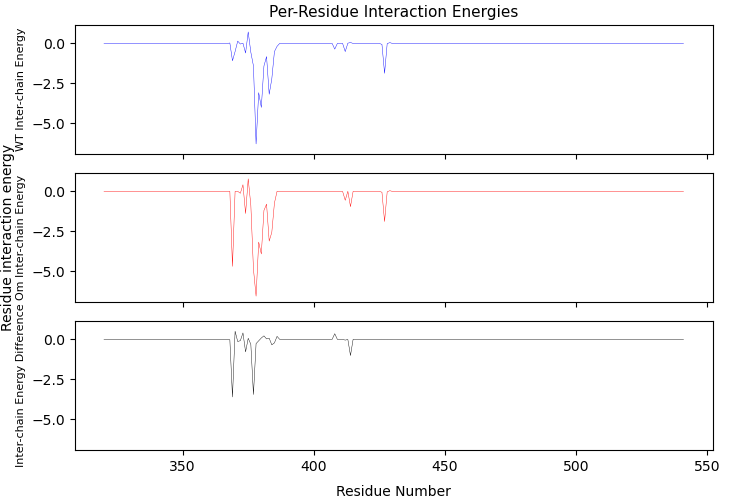 Per-Residue Interaction Energies
Residue interaction energy
WT Inter-chain Energy
0.0
−2.5
−5.0
Om Inter-chain Energy
0.0
−2.5
−5.0
Inter-chain Energy Difference
0.0
−2.5
−5.0
350
400
450
500
550
Residue Number